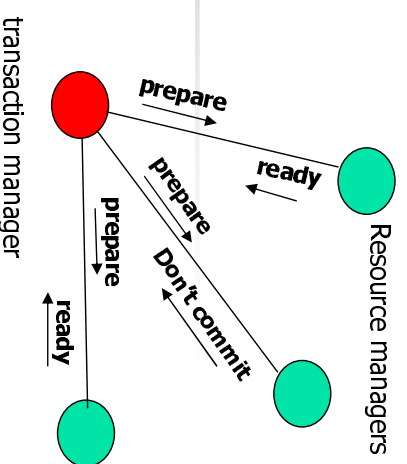 transaction manager
prepare
ready
prepare
Don't commit
prepare
ready
Resource managers